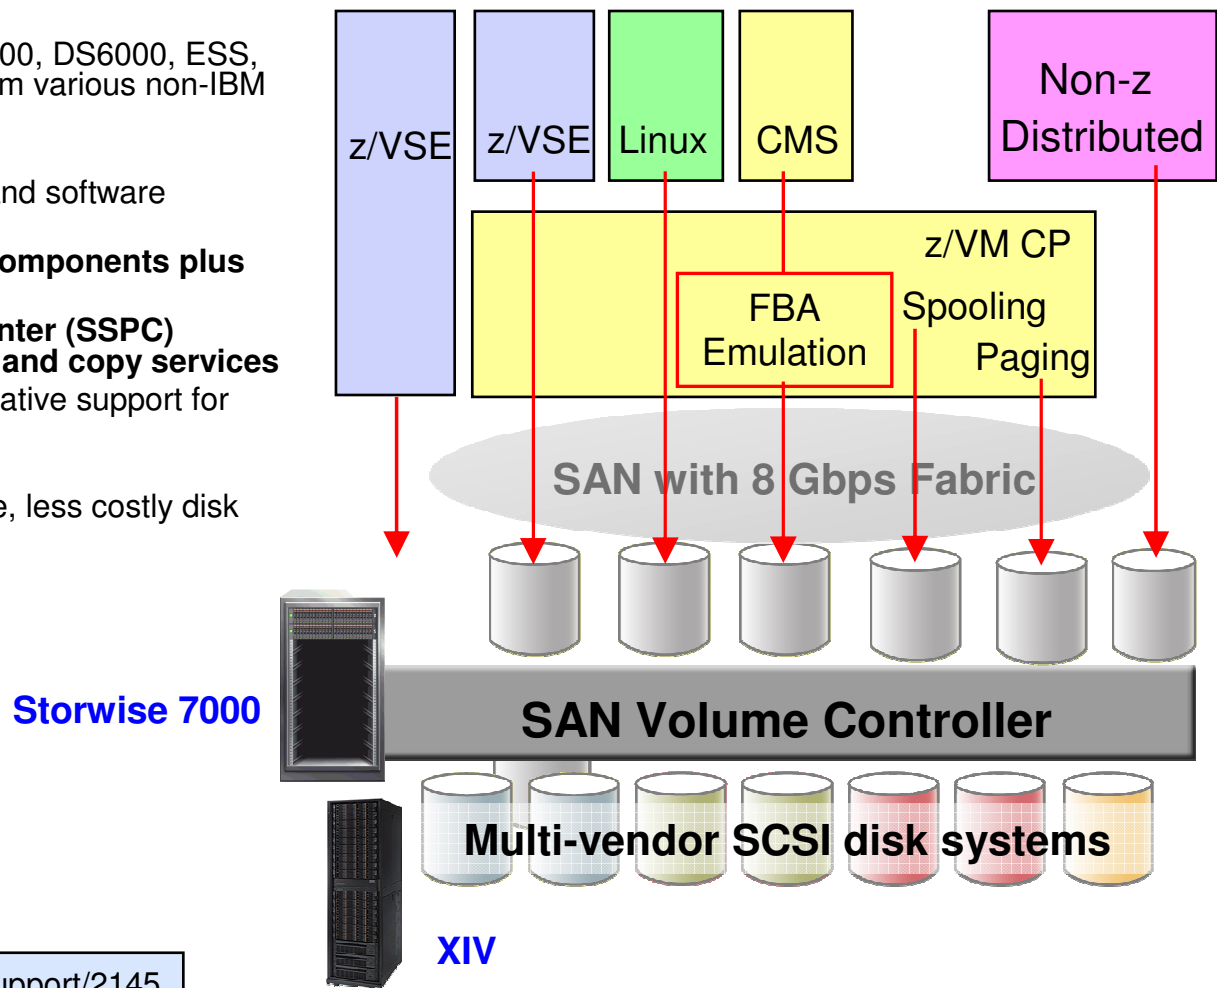 00, DS6000, ESS,
m various non-IBM
nd software
omponents plus
nter (SSPC)
and copy services
ative support for
e, less costly disk
z/VSE
z/VSE
Linux
CMS
Non-z
Distributed
z/VM CP
FBA
Emulation
Spooling
Paging
SAN with 8 Gbps Fabric
Storwise 7000
SAN Volume Controller
Multi-vendor SCSI disk systems
XIV
upport/2145